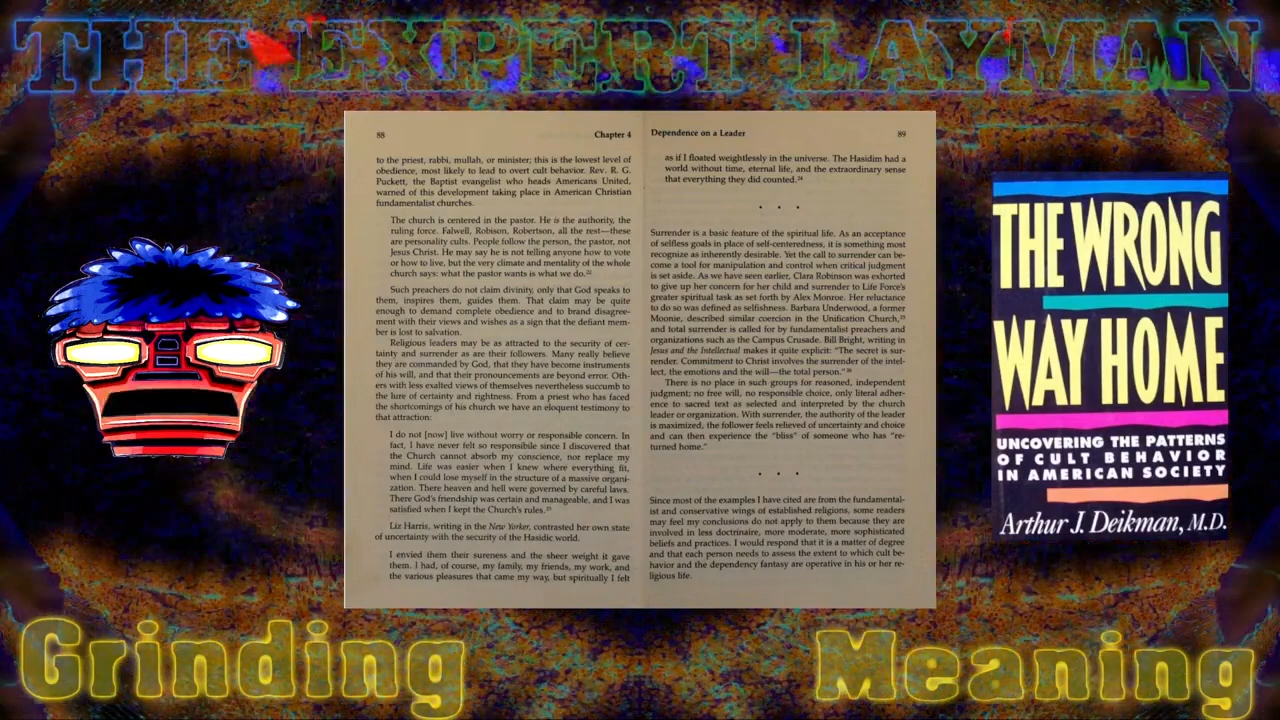 THE EXPERT LAYMAN
88 Chapter 4
to the priest, rabbi, mullah, or minister; this is the lowest level of
obedience, most likely to lead to overt cult behavior. Rev. R. G.
Puckett, the Baptist evangelist who heads Americans United,
warned of this development taking place in American Christian
fundamentalist churches.
The church is centered in the pastor. He is the authority, the
ruling force. Falwell, Robison, Robertson, all the rest—these
are personality cults. People follow the person, the pastor, not
Jesus Christ. He may say he is not telling anyone how to vote
or how to live, but the very climate and mentality of the whole
church says: what the pastor wants is what we do.22
Such preachers do not claim divinity, only that God speaks to
them, inspires them, guides them. That claim may be quite
enough to demand complete obedience and to brand disagree-
ment with their views and wishes as a sign that the defiant mem-
ber is lost to salvation.
Religious leaders may be as attracted to the security of cer-
tainty and surrender as are their followers. Many really believe
they are commanded by God, that they have become instruments
of his will, and that their pronouncements are beyond error. Oth-
ers with less exalted views of themselves nevertheless succumb to
the lure of certainty and rightness. From a priest who has faced
the shortcomings of his church we have an eloquent testimony to
that attraction:
I do not [now] live without worry or responsible concern. In
fact, I have never felt so responsibile since I discovered that
the Church cannot absorb my conscience, nor replace my
mind. Life was easier when I knew where everything fit,
when I could lose myself in the structure of a massive organi-
zation. There heaven and hell were governed by careful laws.
There God's friendship was certain and manageable, and I was
satisfied when I kept the Church's rules.23
Liz Harris, writing in the New Yorker, contrasted her own state
of uncertainty with the security of the Hasidic world.
I envied them their sureness and the sheer weight it gave
them. I had, of course, my family, my friends, my work, and
the various pleasures that came my way, but spiritually I felt
Dependence on a Leader 89
as if I floated weightlessly in the universe. The Hasidim had a
world without time, eternal life, and the extraordinary sense
that everything they did counted.24
• • •
Surrender is a basic feature of the spiritual life. As an acceptance
of selfless goals in place of self-centeredness, it is something most
recognize as inherently desirable. Yet the call to surrender can be-
come a tool for manipulation and control when critical judgment
is set aside. As we have seen earlier, Clara Robinson was exhorted
to give up her concern for her child and surrender to Life Force's
greater spiritual task as set forth by Alex Monroe. Her reluctance
to do so was defined as selfishness. Barbara Underwood, a former
Moonie, described similar coercion in the Unification Church,25
and total surrender is called for by fundamentalist preachers and
organizations such as the Campus Crusade. Bill Bright, writing in
Jesus and the Intellectual makes it quite explicit: "The secret is sur-
render. Commitment to Christ involves the surrender of the intel-
lect, the emotions and the will—the total person."26
There is no place in such groups for reasoned, independent
judgment; no free will, no responsible choice, only literal adher-
ence to sacred text as selected and interpreted by the church
leader or organization. With surrender, the authority of the leader
is maximized, the follower feels relieved of uncertainty and choice
and can then experience the "bliss" of someone who has "re-
turned home."
• • •
Since most of the examples I have cited are from the fundamental-
ist and conservative wings of established religions, some readers
may feel my conclusions do not apply to them because they are
involved in less doctrinaire, more moderate, more sophisticated
beliefs and practices. I would respond that it is a matter of degree
and that each person needs to assess the extent to which cult be-
havior and the dependency fantasy are operative in his or her re-
ligious life.
THE WRONG
WAY HOME
UNCOVERING THE PATTERNS
OF CULT BEHAVIOR
IN AMERICAN SOCIETY
Arthur J. Deikman, M.D.
Grinding Meaning